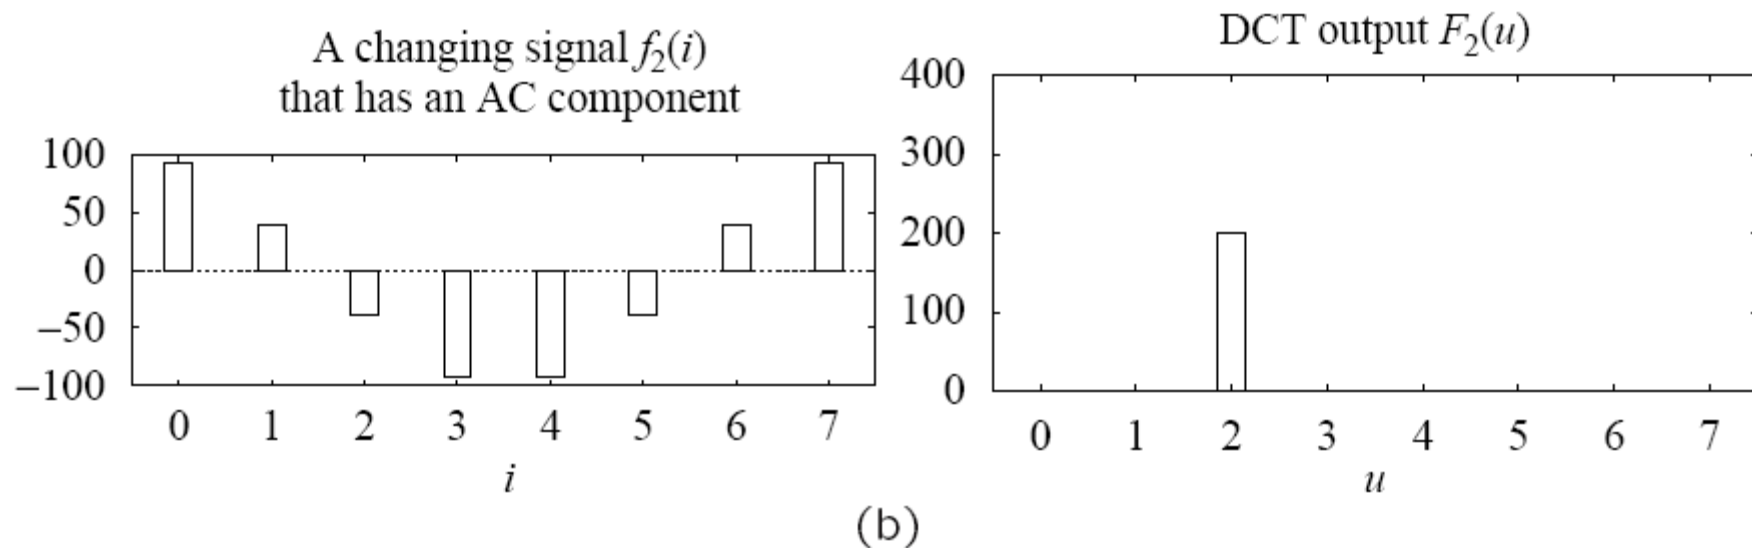 A changing signal f₂(i)
that has an AC component
100
50
0
−50
−100
0 1 2 3 4 5 6 7
i
DCT output F₂(u)
400
300
200
100
0
0 1 2 3 4 5 6 7
u
(b)